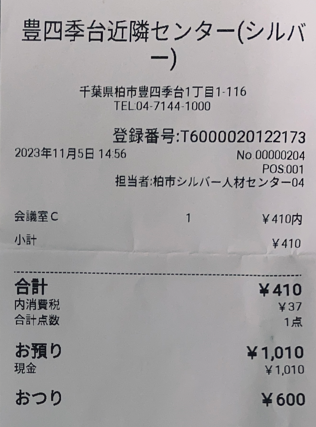 豊四季台近隣センター(シルバ
ー)
千葉県柏市豊四季台1丁目1-116
TEL04-7144-1000
登録番号:T6000020122173
2023年11月5日 14:56 No 00000204
POS001
担当者:柏市シルバー人材センター04
会議室C 1 ¥410内
小計 ¥410
合計 ¥410
内消費税 ¥37
合計点数 1点
お預り ¥1,010
現金 ¥1,010
おつり ¥600